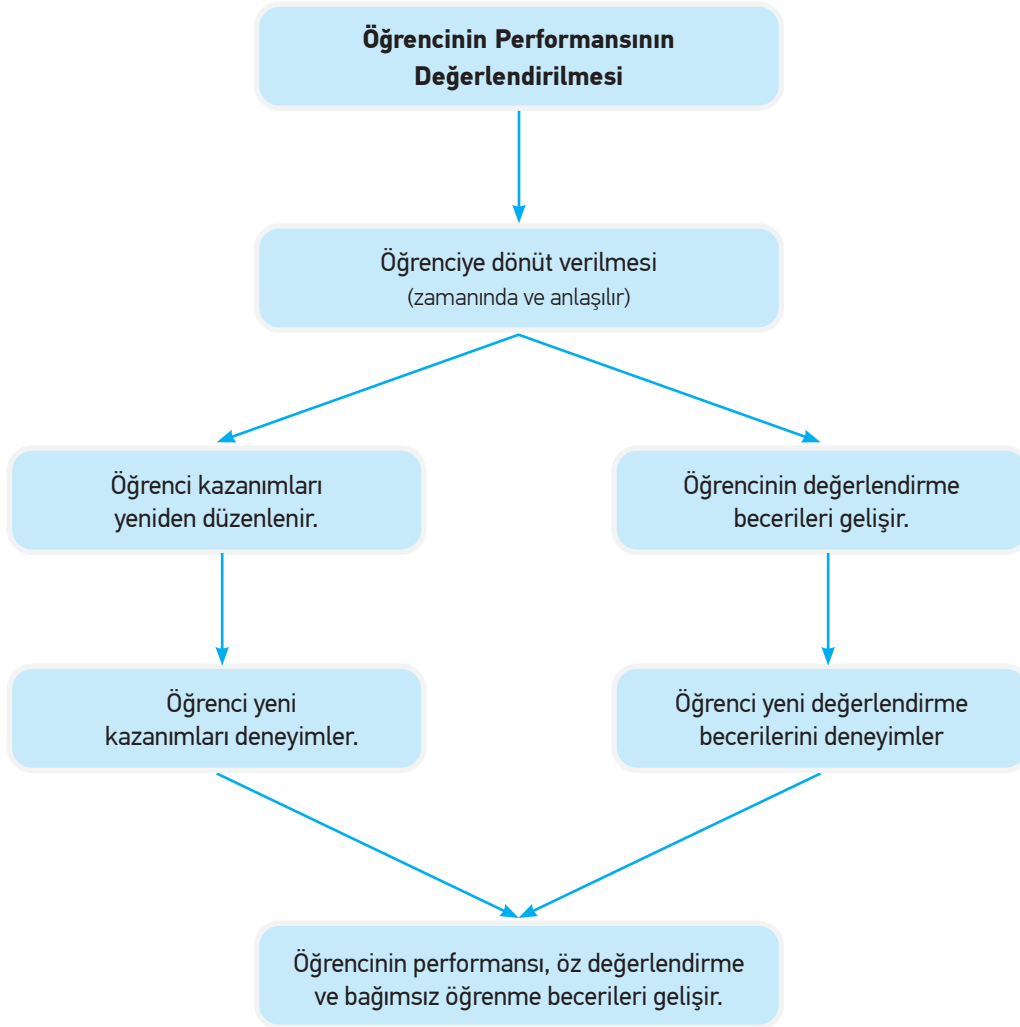 Öğrencinin Performansının
Değerlendirilmesi
Öğrenciye dönüt verilmesi
(zamanında ve anlaşılır)
Öğrenci kazanımları
yeniden düzenlenir.
Öğrencinin değerlendirme
becerileri gelişir.
Öğrenci yeni
kazanımları deneyimler.
Öğrenci yeni değerlendirme
becerilerini deneyimler
Öğrencinin performansı, öz değerlendirme
ve bağımsız öğrenme becerileri gelişir.